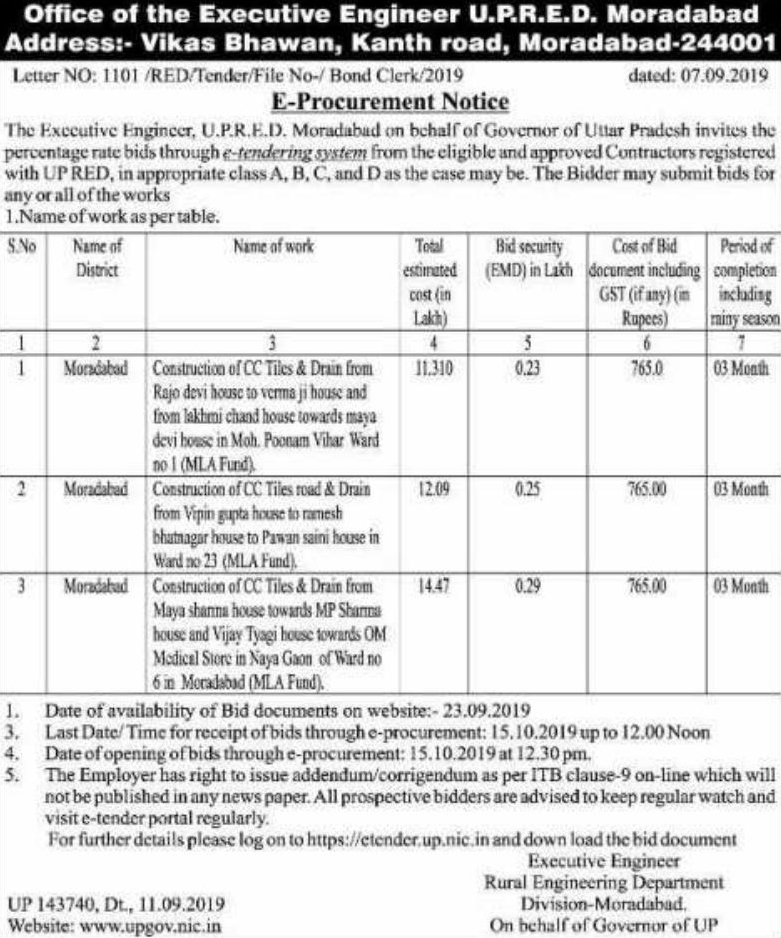 Office of the Executive Engineer U.P.R.E.D. Moradabad
Address:- Vikas Bhawan, Kanth road, Moradabad-244001
Letter NO: 1101 /RED/Tender/File No-/ Bond Clerk/2019 dated: 07.09.2019
E-Procurement Notice
The Executive Engineer, U.P.R.E.D. Moradabad on behalf of Governor of Uttar Pradesh invites the
percentage rate bids through e-tendering system from the eligible and approved Contractors registered
with UP RED, in appropriate class A, B, C, and D as the case may be. The Bidder may submit bids for
any or all of the works
1.Name of work as per table.
S.No Name of Name of work Total Bid security Cost of Bid Period of
District estimated (EMD) in Lakh document including completion
cost (in GST (if any) (in including
Lakh) Rupees) rainy season
1 2 3 4 5 6 7
1 Moradabad Construction of CC Tiles & Drain from 11.310 0.23 765.0 03 Month
Rajo devi house to verma ji house and
from lakhmi chand house towards maya
devi house in Moh. Poonam Vihar Ward
no 1 (MLA Fund).
2 Moradabad Construction of CC Tiles road & Drain 12.09 0.25 765.00 03 Month
from Vipin gupta house to ramesh
bhatnagar house to Pawan saini house in
Ward no 23 (MLA Fund).
3 Moradabad Construction of CC Tiles & Drain from 14.47 0.29 765.00 03 Month
Maya sharma house towards MP Sharma
house and Vijay Tyagi house towards OM
Medical Store in Naya Gaon of Ward no
6 in Moradabad (MLA Fund).
1. Date of availability of Bid documents on website:- 23.09.2019
3. Last Date/ Time for receipt of bids through e-procurement: 15.10.2019 up to 12.00 Noon
4. Date of opening of bids through e-procurement: 15.10.2019 at 12.30 pm.
5. The Employer has right to issue addendum/corrigendum as per ITB clause-9 on-line which will
not be published in any news paper. All prospective bidders are advised to keep regular watch and
visit e-tender portal regularly.
For further details please log on to https://etender.up.nic.in and down load the bid document
Executive Engineer
Rural Engineering Department
UP 143740, Dt., 11.09.2019 Division-Moradabad.
Website: www.upgov.nic.in On behalf of Governor of UP